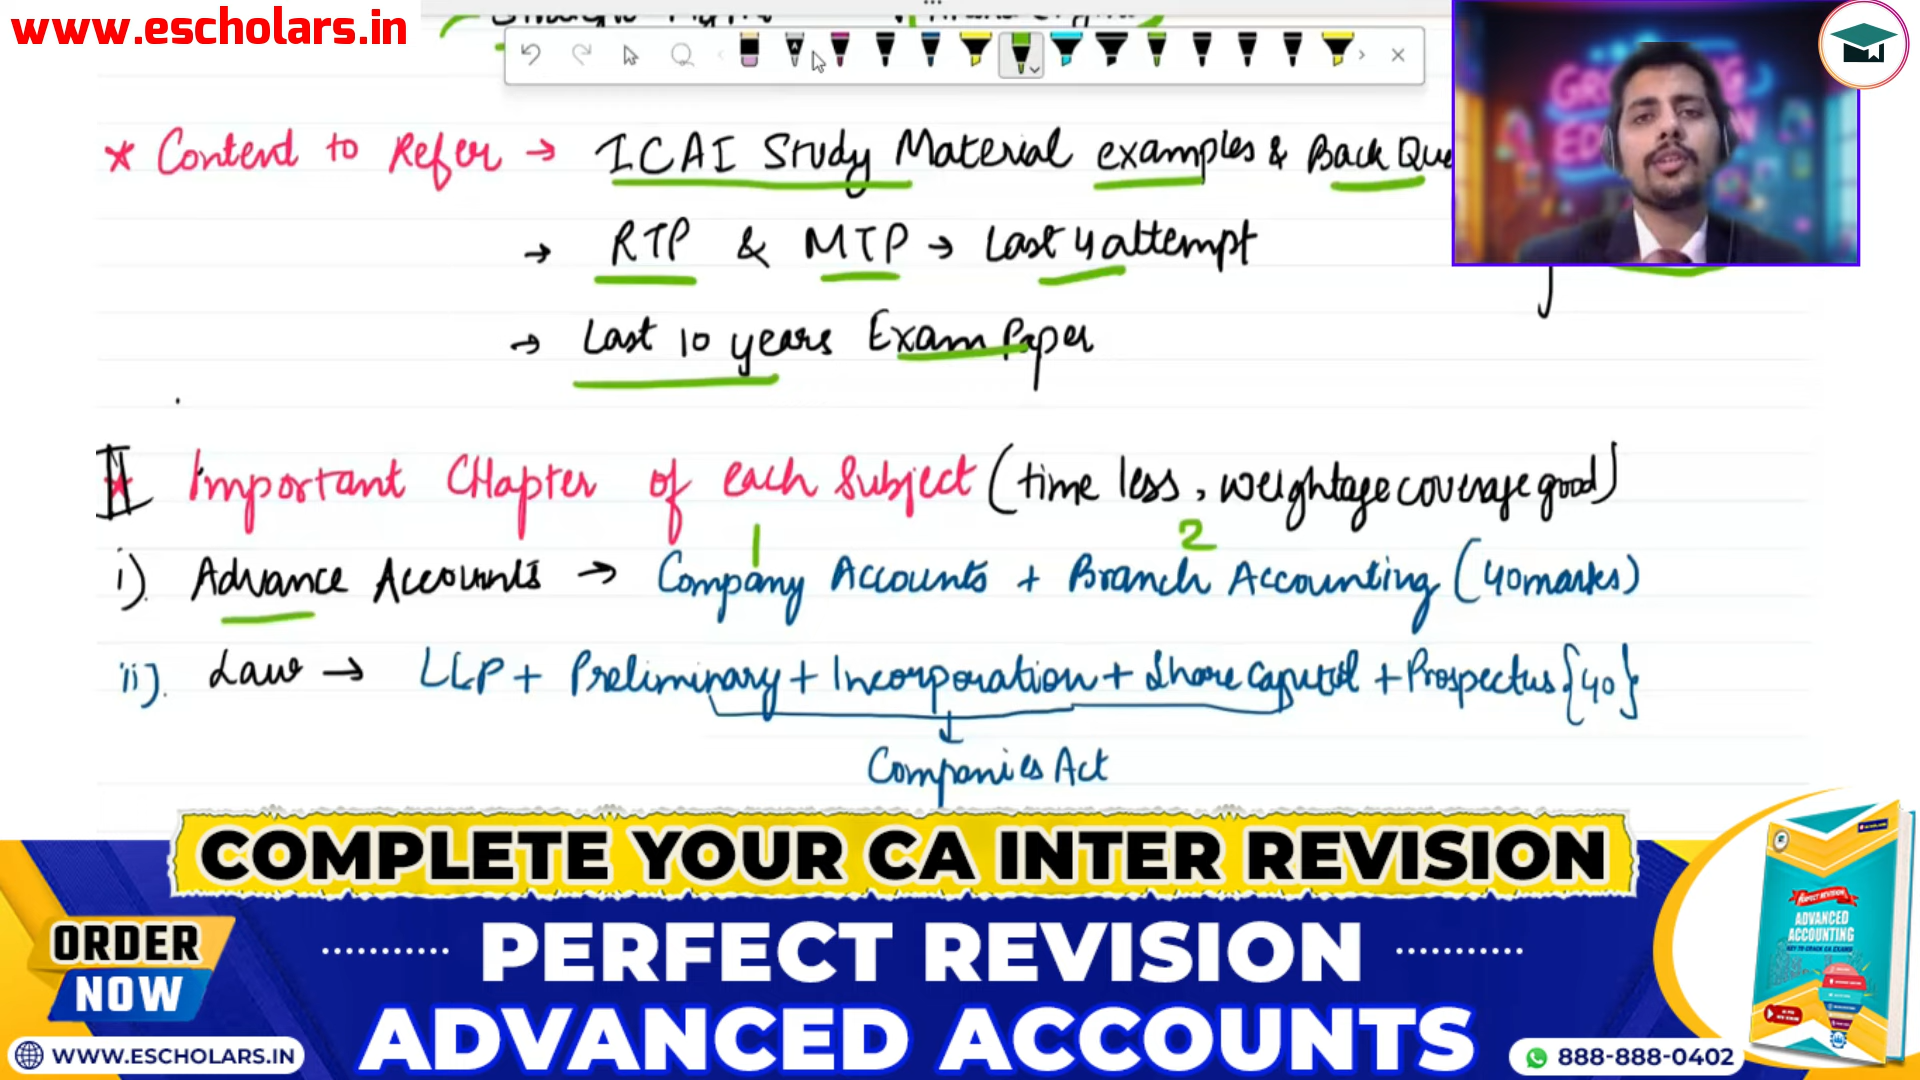 www.escholars.in
★ Content to Refer → ICAI Study Material examples & Back Que
→ RTP & MTP → Last 4 attempt
→ Last 10 years Exam Paper
II Important CHapter of each Subject (time less, weightage coverage good)
1 2
i). Advance Accounts → Company Accounts + Branch Accounting (40 marks)
ii). Law → LLP + Preliminary + Incorporation + Share Capital + Prospectus {40}
Companies Act
COMPLETE YOUR CA INTER REVISION
ORDER NOW
PERFECT REVISION
ADVANCED ACCOUNTS
WWW.ESCHOLARS.IN
888-888-0402
PERFECT REVISION
ADVANCED
ACCOUNTING